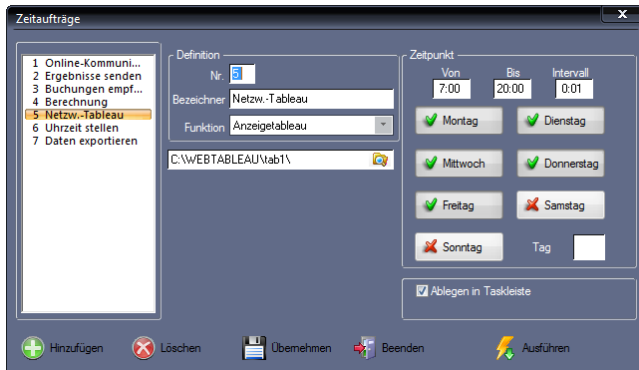 Zeitaufträge
x
1 Online-Kommuni...
2 Ergebnisse senden
3 Buchungen empf...
4 Berechnung
5 Netzw.-Tableau
6 Uhrzeit stellen
7 Daten exportieren
Definition
Nr. 5
Bezeichner Netzw.-Tableau
Funktion Anzeigetableau
C:\WEBTABLEAU\tab1\
Zeitpunkt
Von Bis Intervall
7:00 20:00 0:01
Montag Dienstag
Mittwoch Donnerstag
Freitag Samstag
Sonntag Tag
Ablegen in Taskleiste
Hinzufügen Löschen Übernehmen Beenden Ausführen